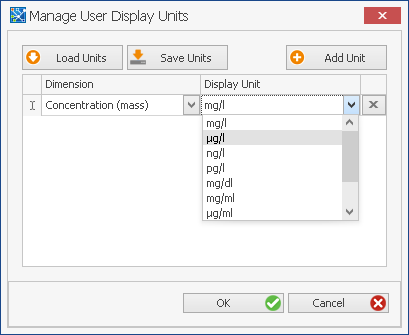 Manage User Display Units
Load Units
Save Units
Add Unit
Dimension
Display Unit
Concentration (mass)
mg/l
mg/l
µg/l
ng/l
pg/l
mg/dl
mg/ml
µg/ml
OK
Cancel